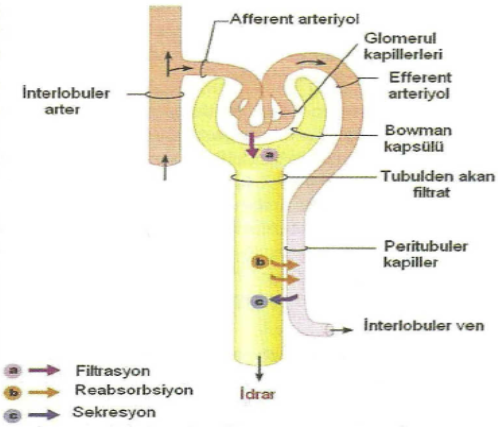 Afferent arteriyol
Glomerul
kapillerleri
Efferent
arteriyol
İnterlobuler
arter
Bowman
kapsülü
a
Tubulden akan
filtrat
Peritubuler
kapiller
b
c
İnterlobuler ven
a Filtrasyon
b Reabsorbsiyon
c Sekresyon
İdrar